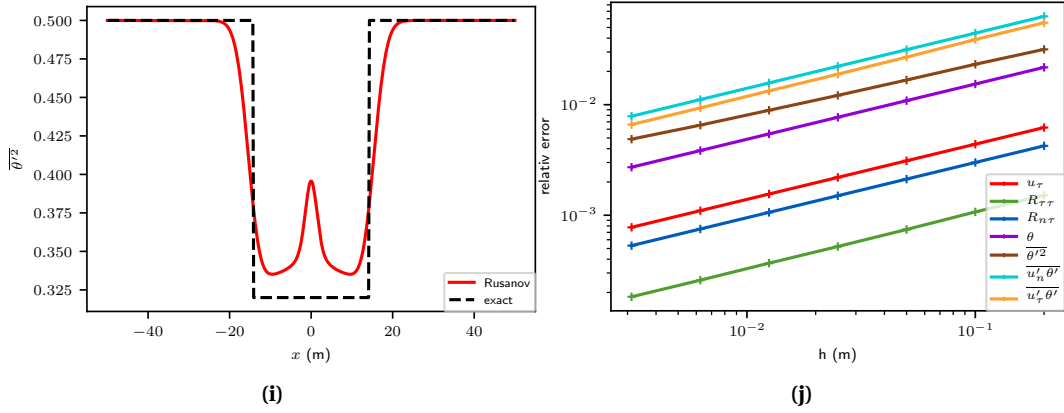 0.500
0.475
0.450
0.425
0.400
0.375
0.350
0.325
$\overline{\theta'^2}$
−40
−20
0
20
40
x (m)
Rusanov
exact
(i)
relativ error
10⁻²
10⁻³
10⁻²
10⁻¹
h (m)
$u_\tau$
$R_{\tau\tau}$
$R_{n\tau}$
$\theta$
$\overline{\theta'^2}$
$\overline{u_n'\theta'}$
$\overline{u_\tau'\theta'}$
(j)